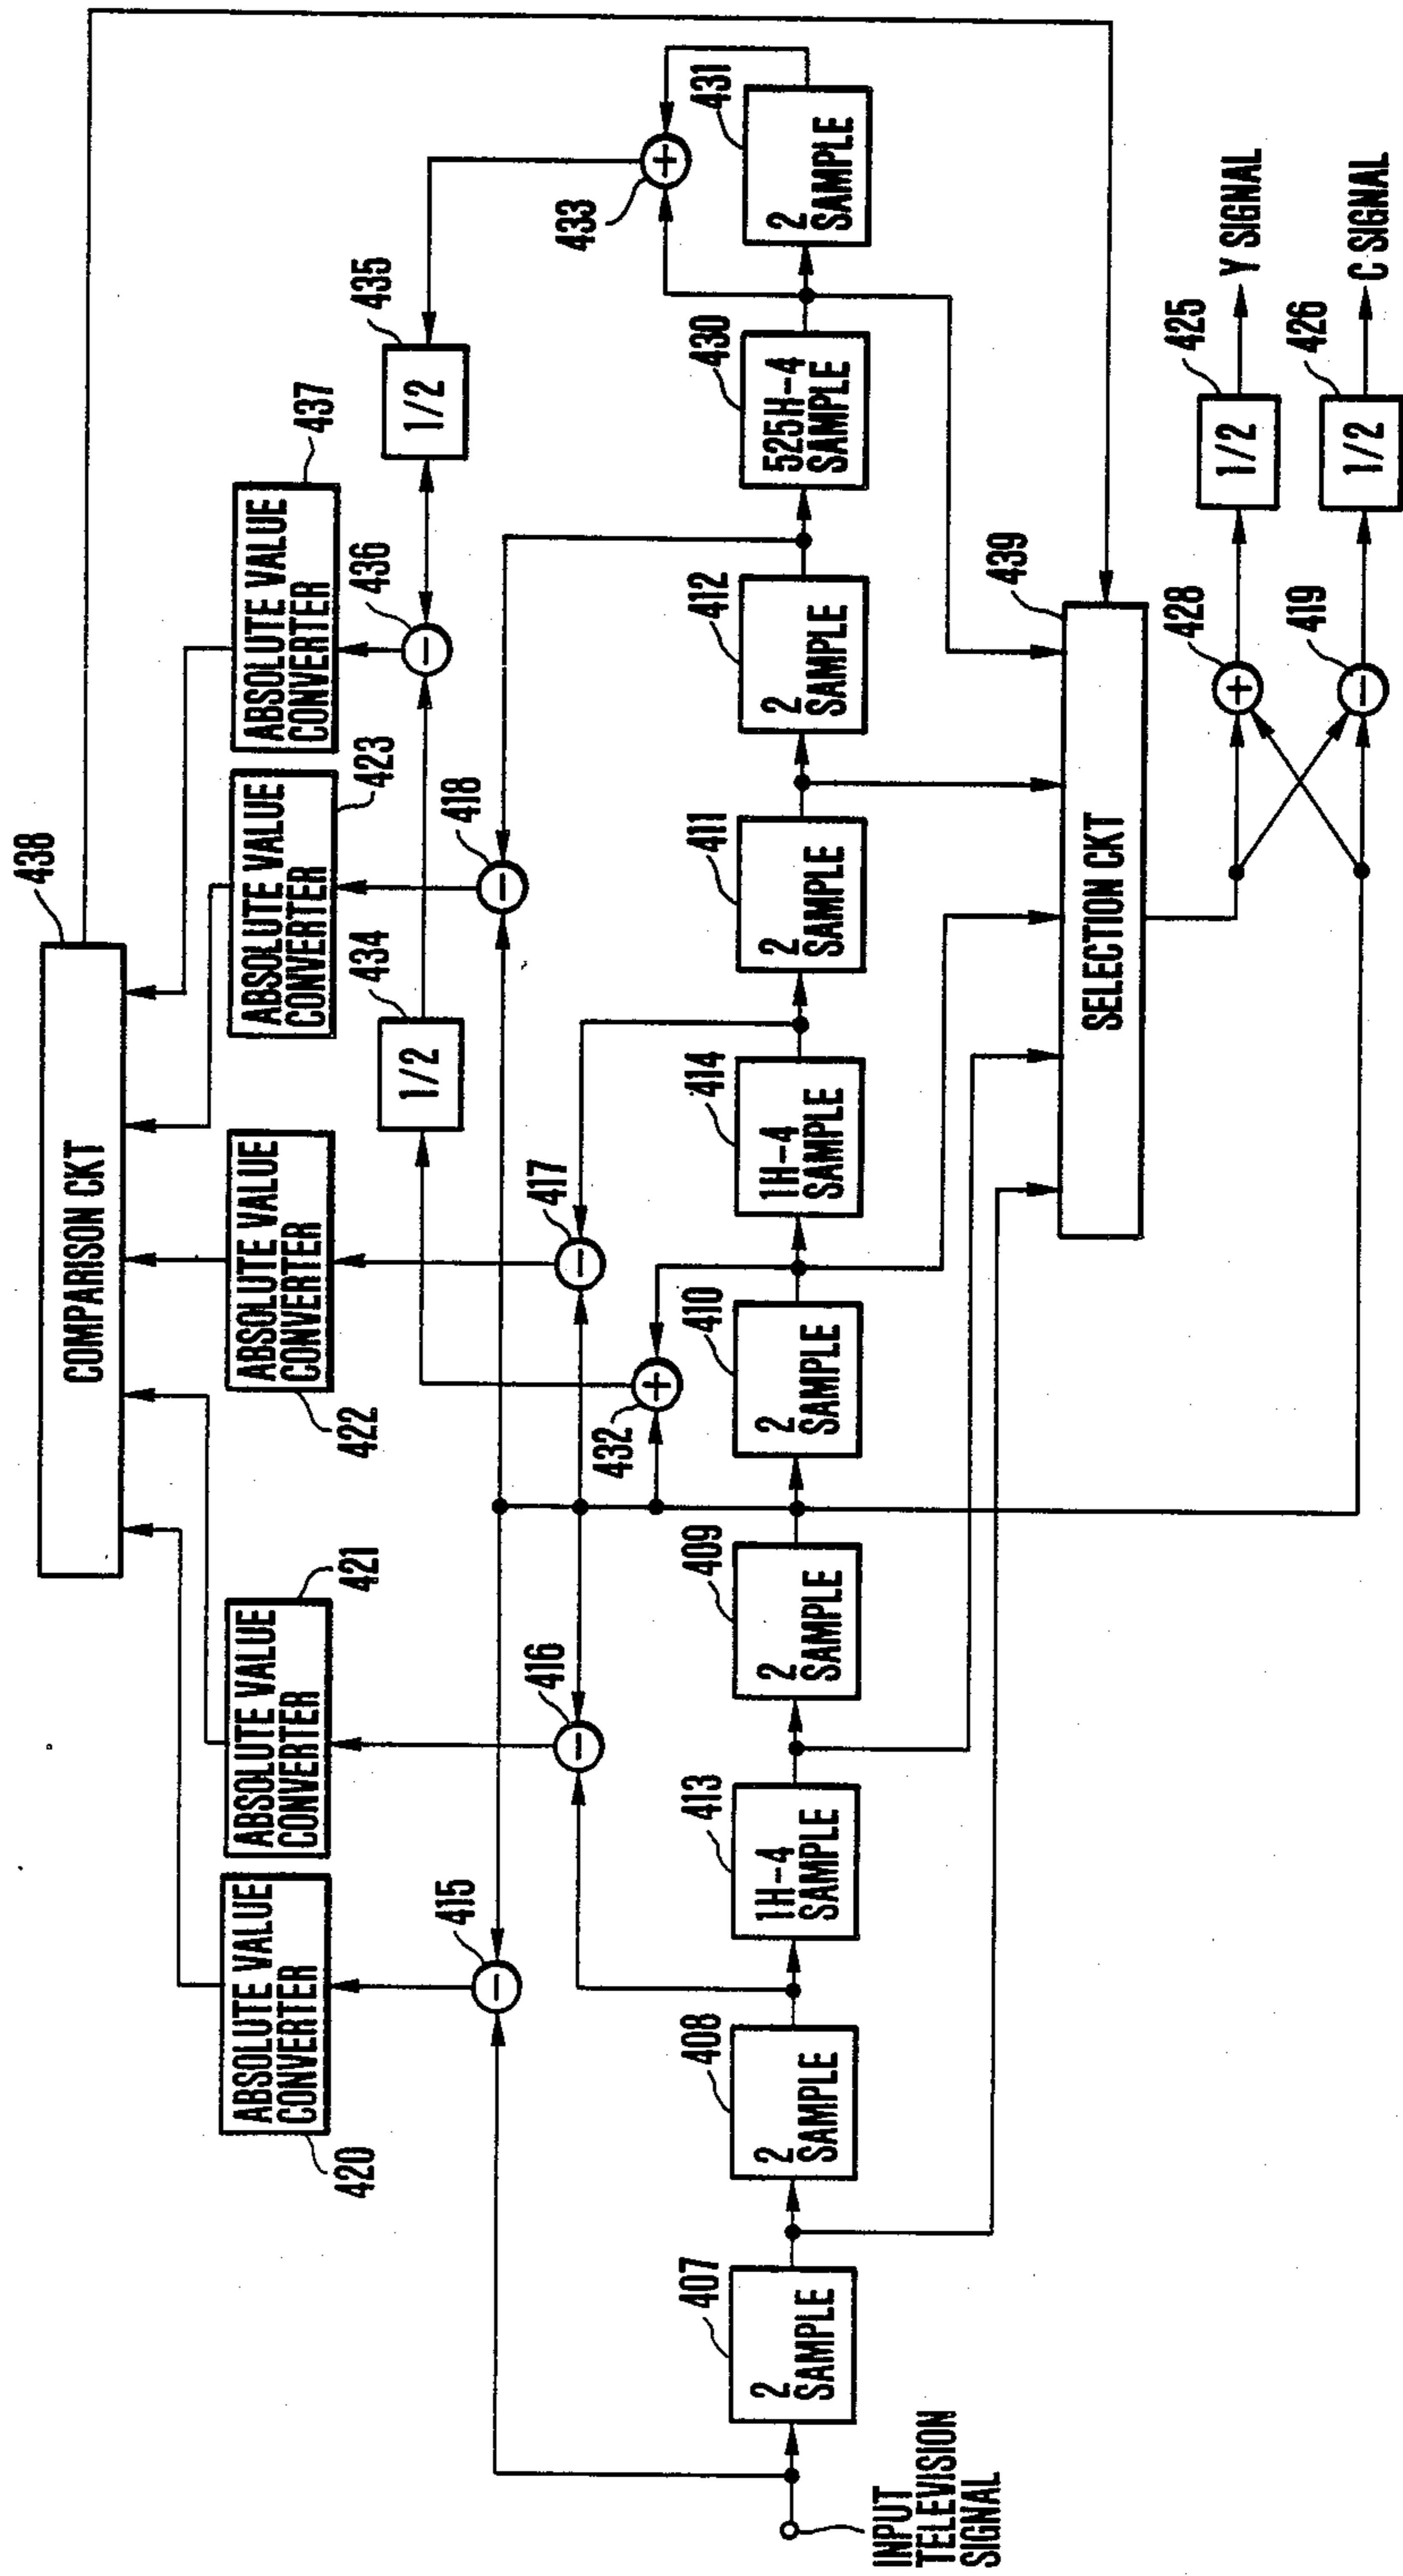 438
COMPARISON CKT
420
ABSOLUTE VALUE
CONVERTER
421
ABSOLUTE VALUE
CONVERTER
422
ABSOLUTE VALUE
CONVERTER
423
ABSOLUTE VALUE
CONVERTER
437
ABSOLUTE VALUE
CONVERTER
434
1/2
436
−
435
1/2
415
−
418
−
416
−
417
−
432
+
433
+
INPUT
TELEVISION
SIGNAL
407
2
SAMPLE
408
2
SAMPLE
413
1H-4
SAMPLE
409
2
SAMPLE
410
2
SAMPLE
414
1H-4
SAMPLE
411
2
SAMPLE
412
2
SAMPLE
430
525H-4
SAMPLE
431
2
SAMPLE
439
SELECTION CKT
428
+
425
1/2
Y SIGNAL
419
−
426
1/2
C SIGNAL